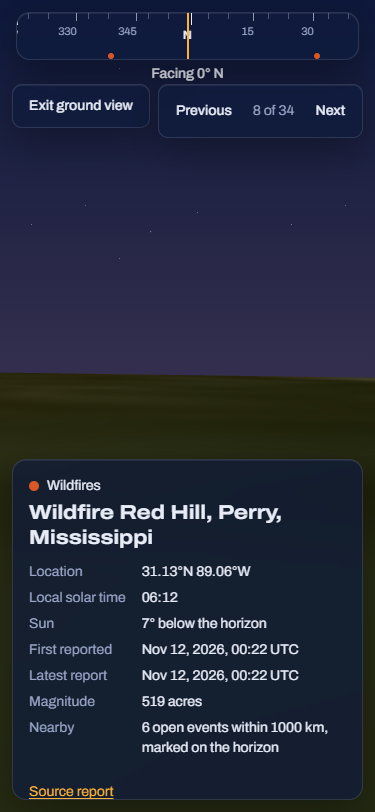 330 345 N 15 30
Facing 0° N
Exit ground view
Previous 8 of 34 Next
Wildfires
Wildfire Red Hill, Perry,
Mississippi
Location 31.13°N 89.06°W
Local solar time 06:12
Sun 7° below the horizon
First reported Nov 12, 2026, 00:22 UTC
Latest report Nov 12, 2026, 00:22 UTC
Magnitude 519 acres
Nearby 6 open events within 1000 km,
marked on the horizon
Source report